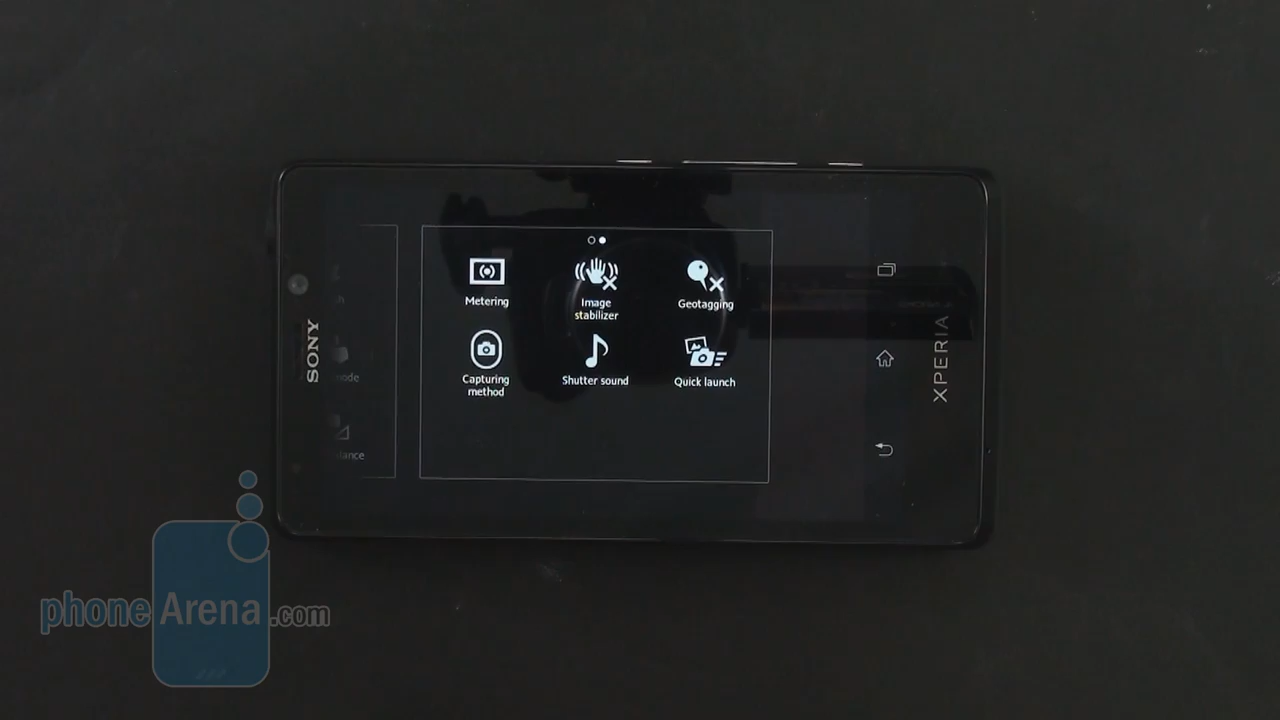 SONY
Metering
Image
stabilizer
Geotagging
Capturing
method
Shutter sound
Quick launch
XPERIA
phoneArena.com